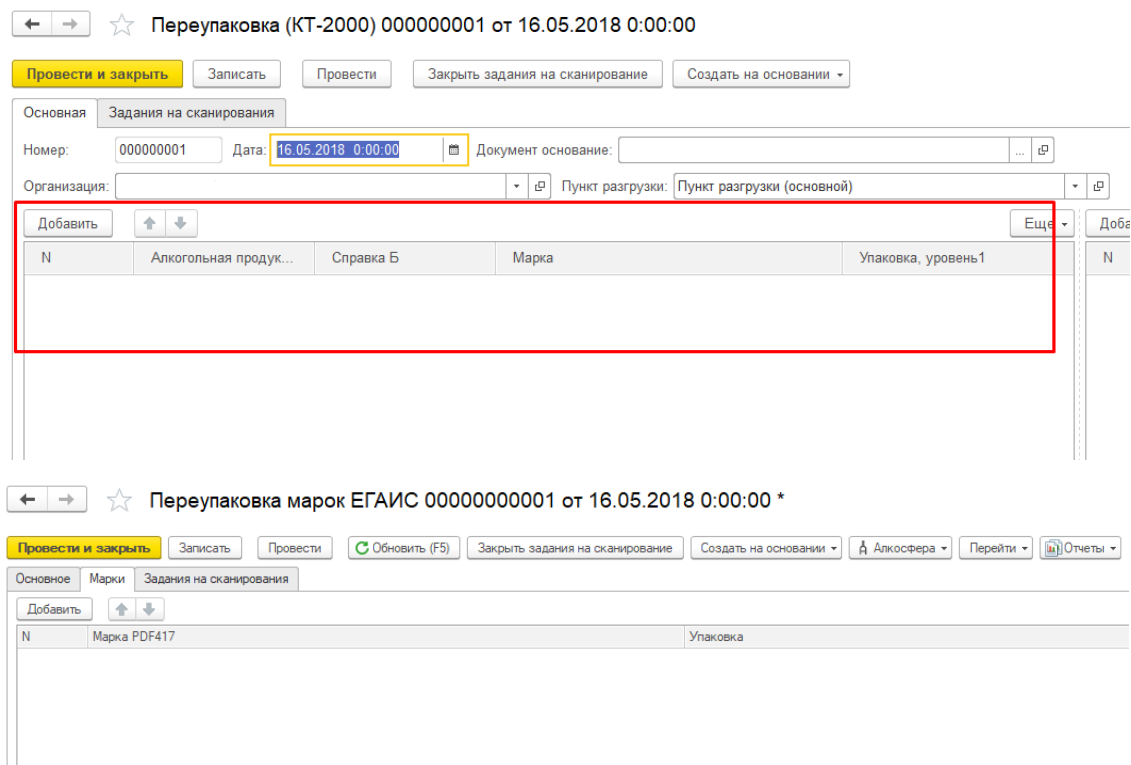 Переупаковка (КТ-2000) 000000001 от 16.05.2018 0:00:00
Провести и закрыть Записать Провести Закрыть задания на сканирование Создать на основании
Основная Задания на сканирования
Номер: 000000001 Дата: 16.05.2018 0:00:00 Документ основание: ...
Организация: Пункт разгрузки: Пункт разгрузки (основной)
Добавить Еще Доба
N Алкогольная продук... Справка Б Марка Упаковка, уровень1 N
Переупаковка марок ЕГАИС 00000000001 от 16.05.2018 0:00:00 *
Провести и закрыть Записать Провести Обновить (F5) Закрыть задания на сканирование Создать на основании Алкосфера Перейти Отчеты
Основное Марки Задания на сканирования
Добавить
N Марка PDF417 Упаковка